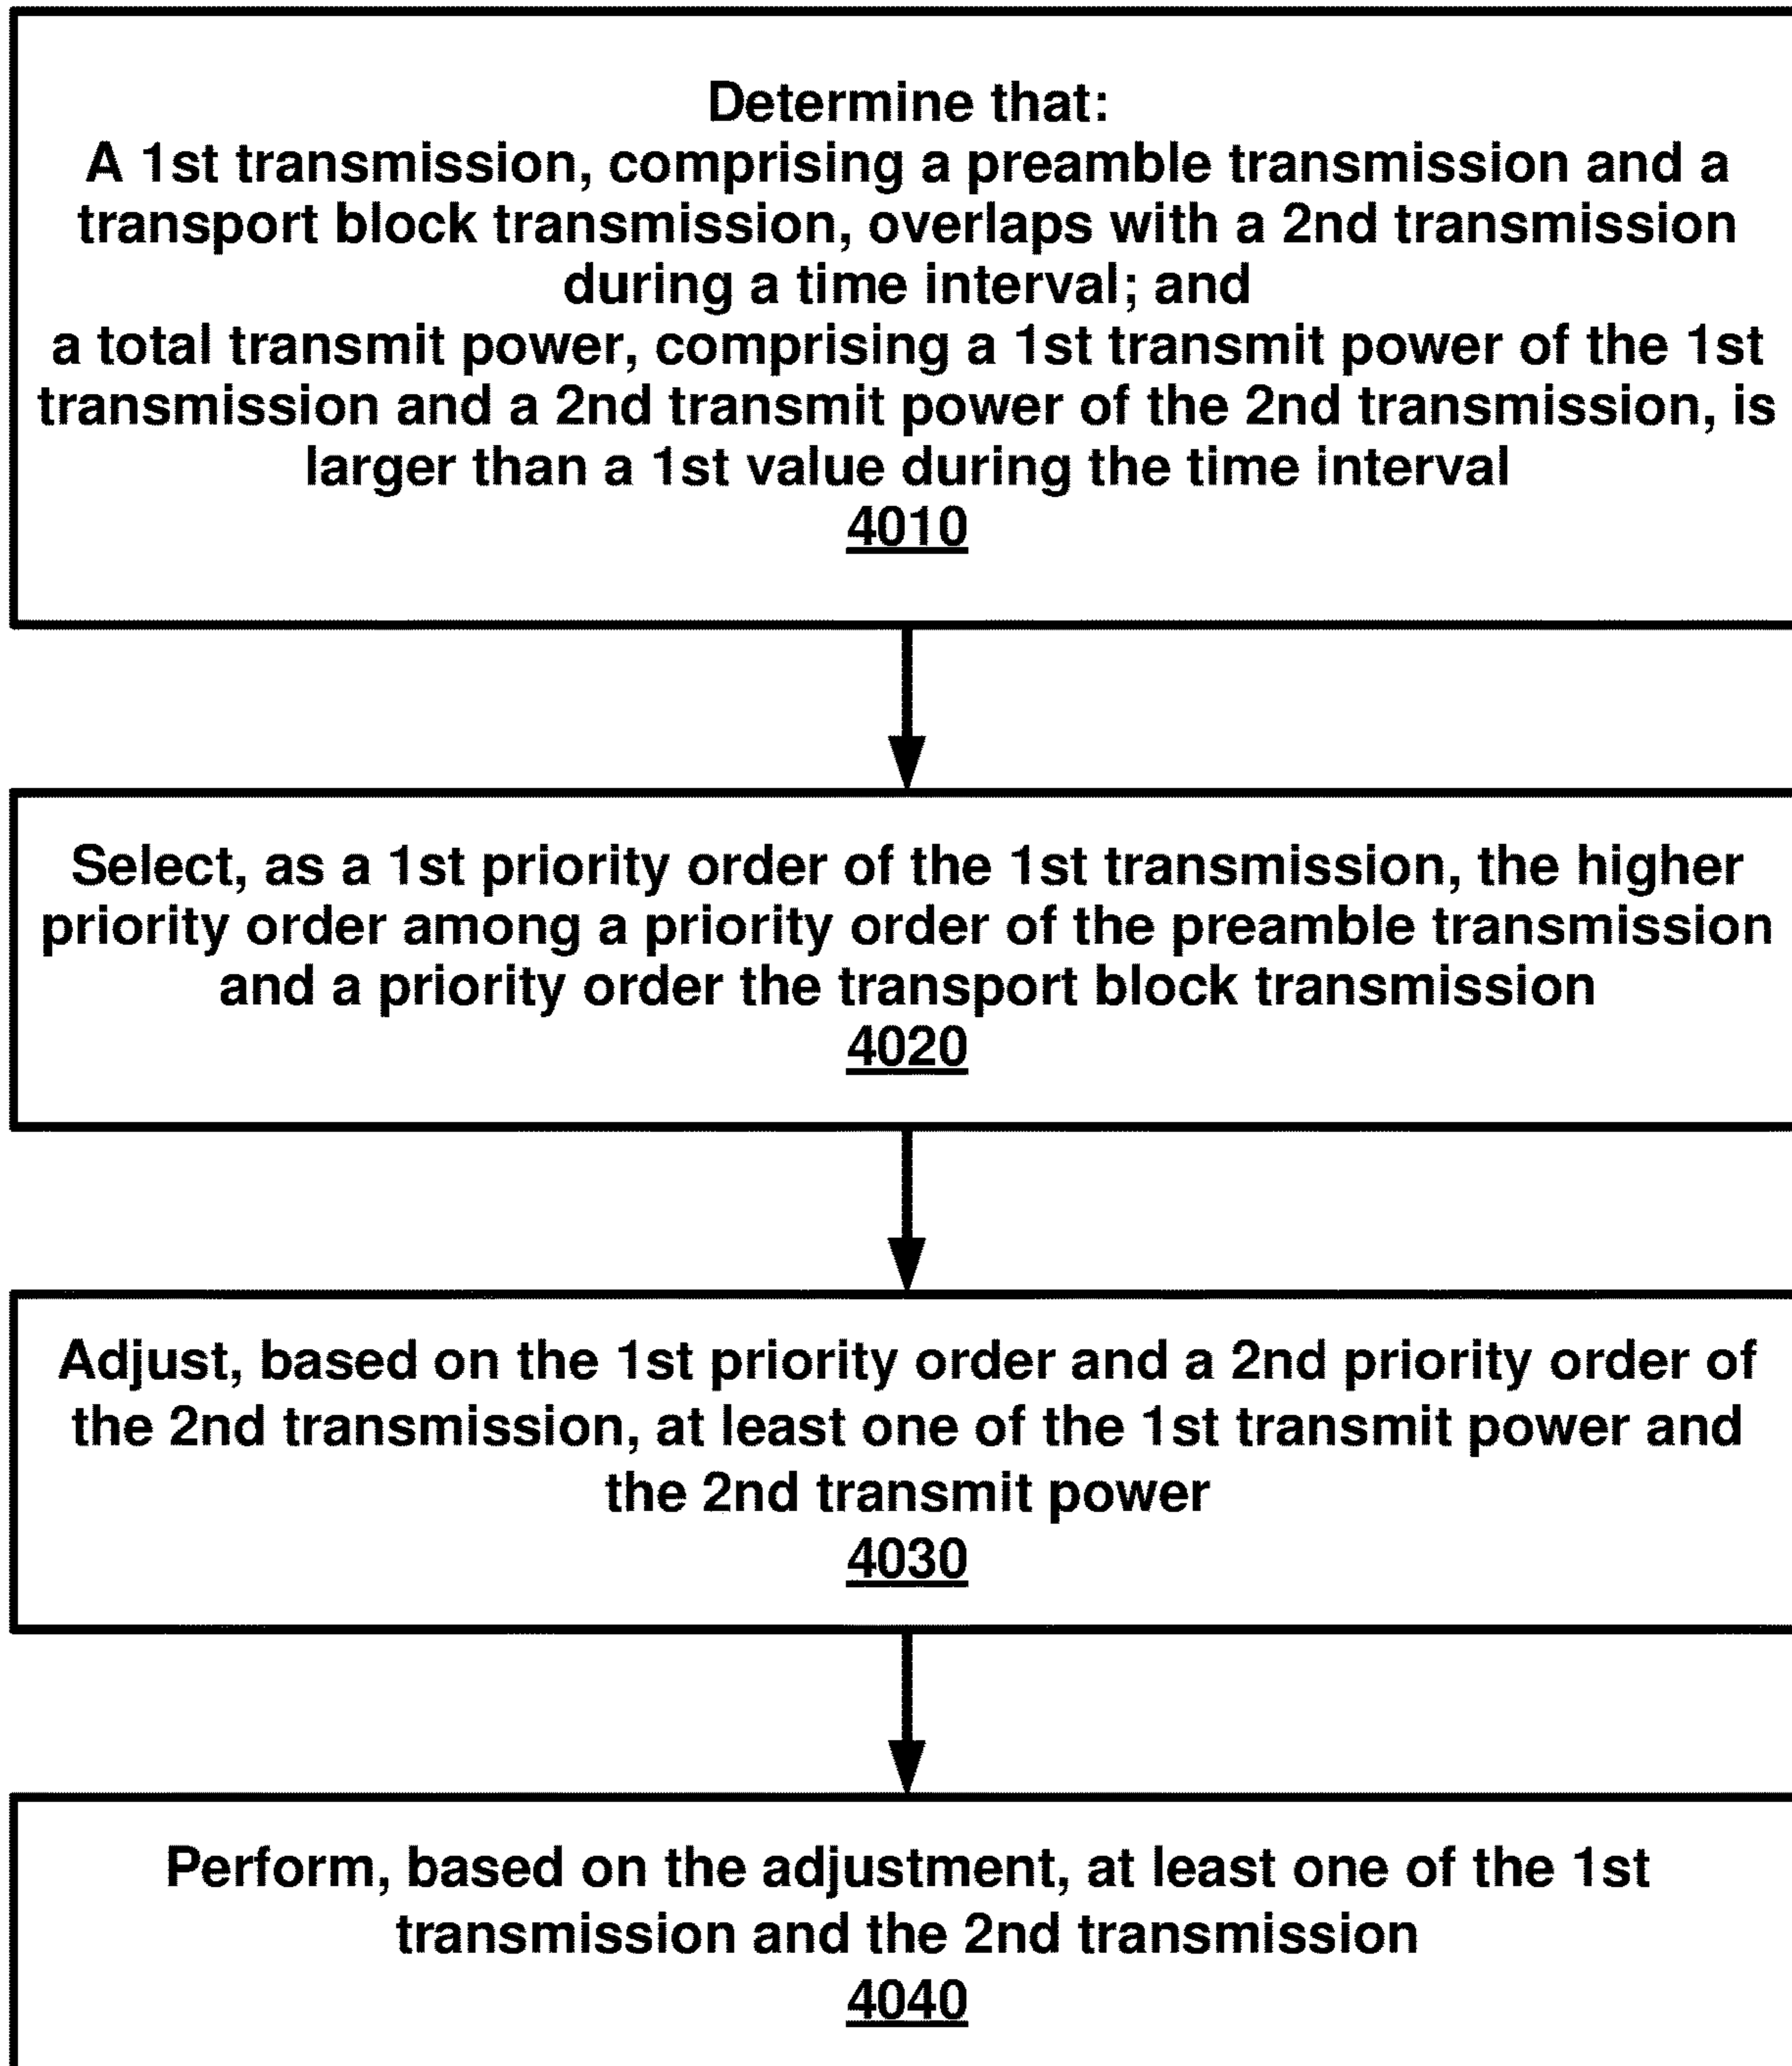 Determine that:
A 1st transmission, comprising a preamble transmission and a
transport block transmission, overlaps with a 2nd transmission
during a time interval; and
a total transmit power, comprising a 1st transmit power of the 1st
transmission and a 2nd transmit power of the 2nd transmission, is
larger than a 1st value during the time interval
4010
Select, as a 1st priority order of the 1st transmission, the higher
priority order among a priority order of the preamble transmission
and a priority order the transport block transmission
4020
Adjust, based on the 1st priority order and a 2nd priority order of
the 2nd transmission, at least one of the 1st transmit power and
the 2nd transmit power
4030
Perform, based on the adjustment, at least one of the 1st
transmission and the 2nd transmission
4040